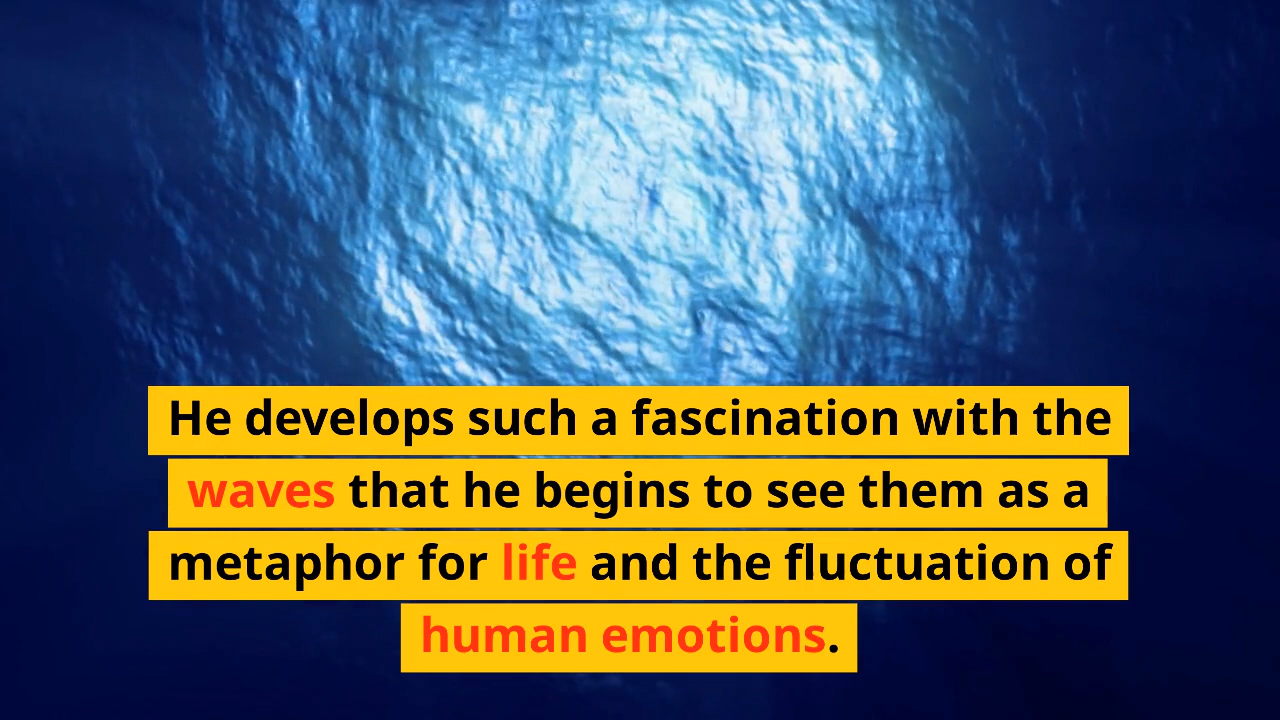 He develops such a fascination with the
waves that he begins to see them as a
metaphor for life and the fluctuation of
human emotions.